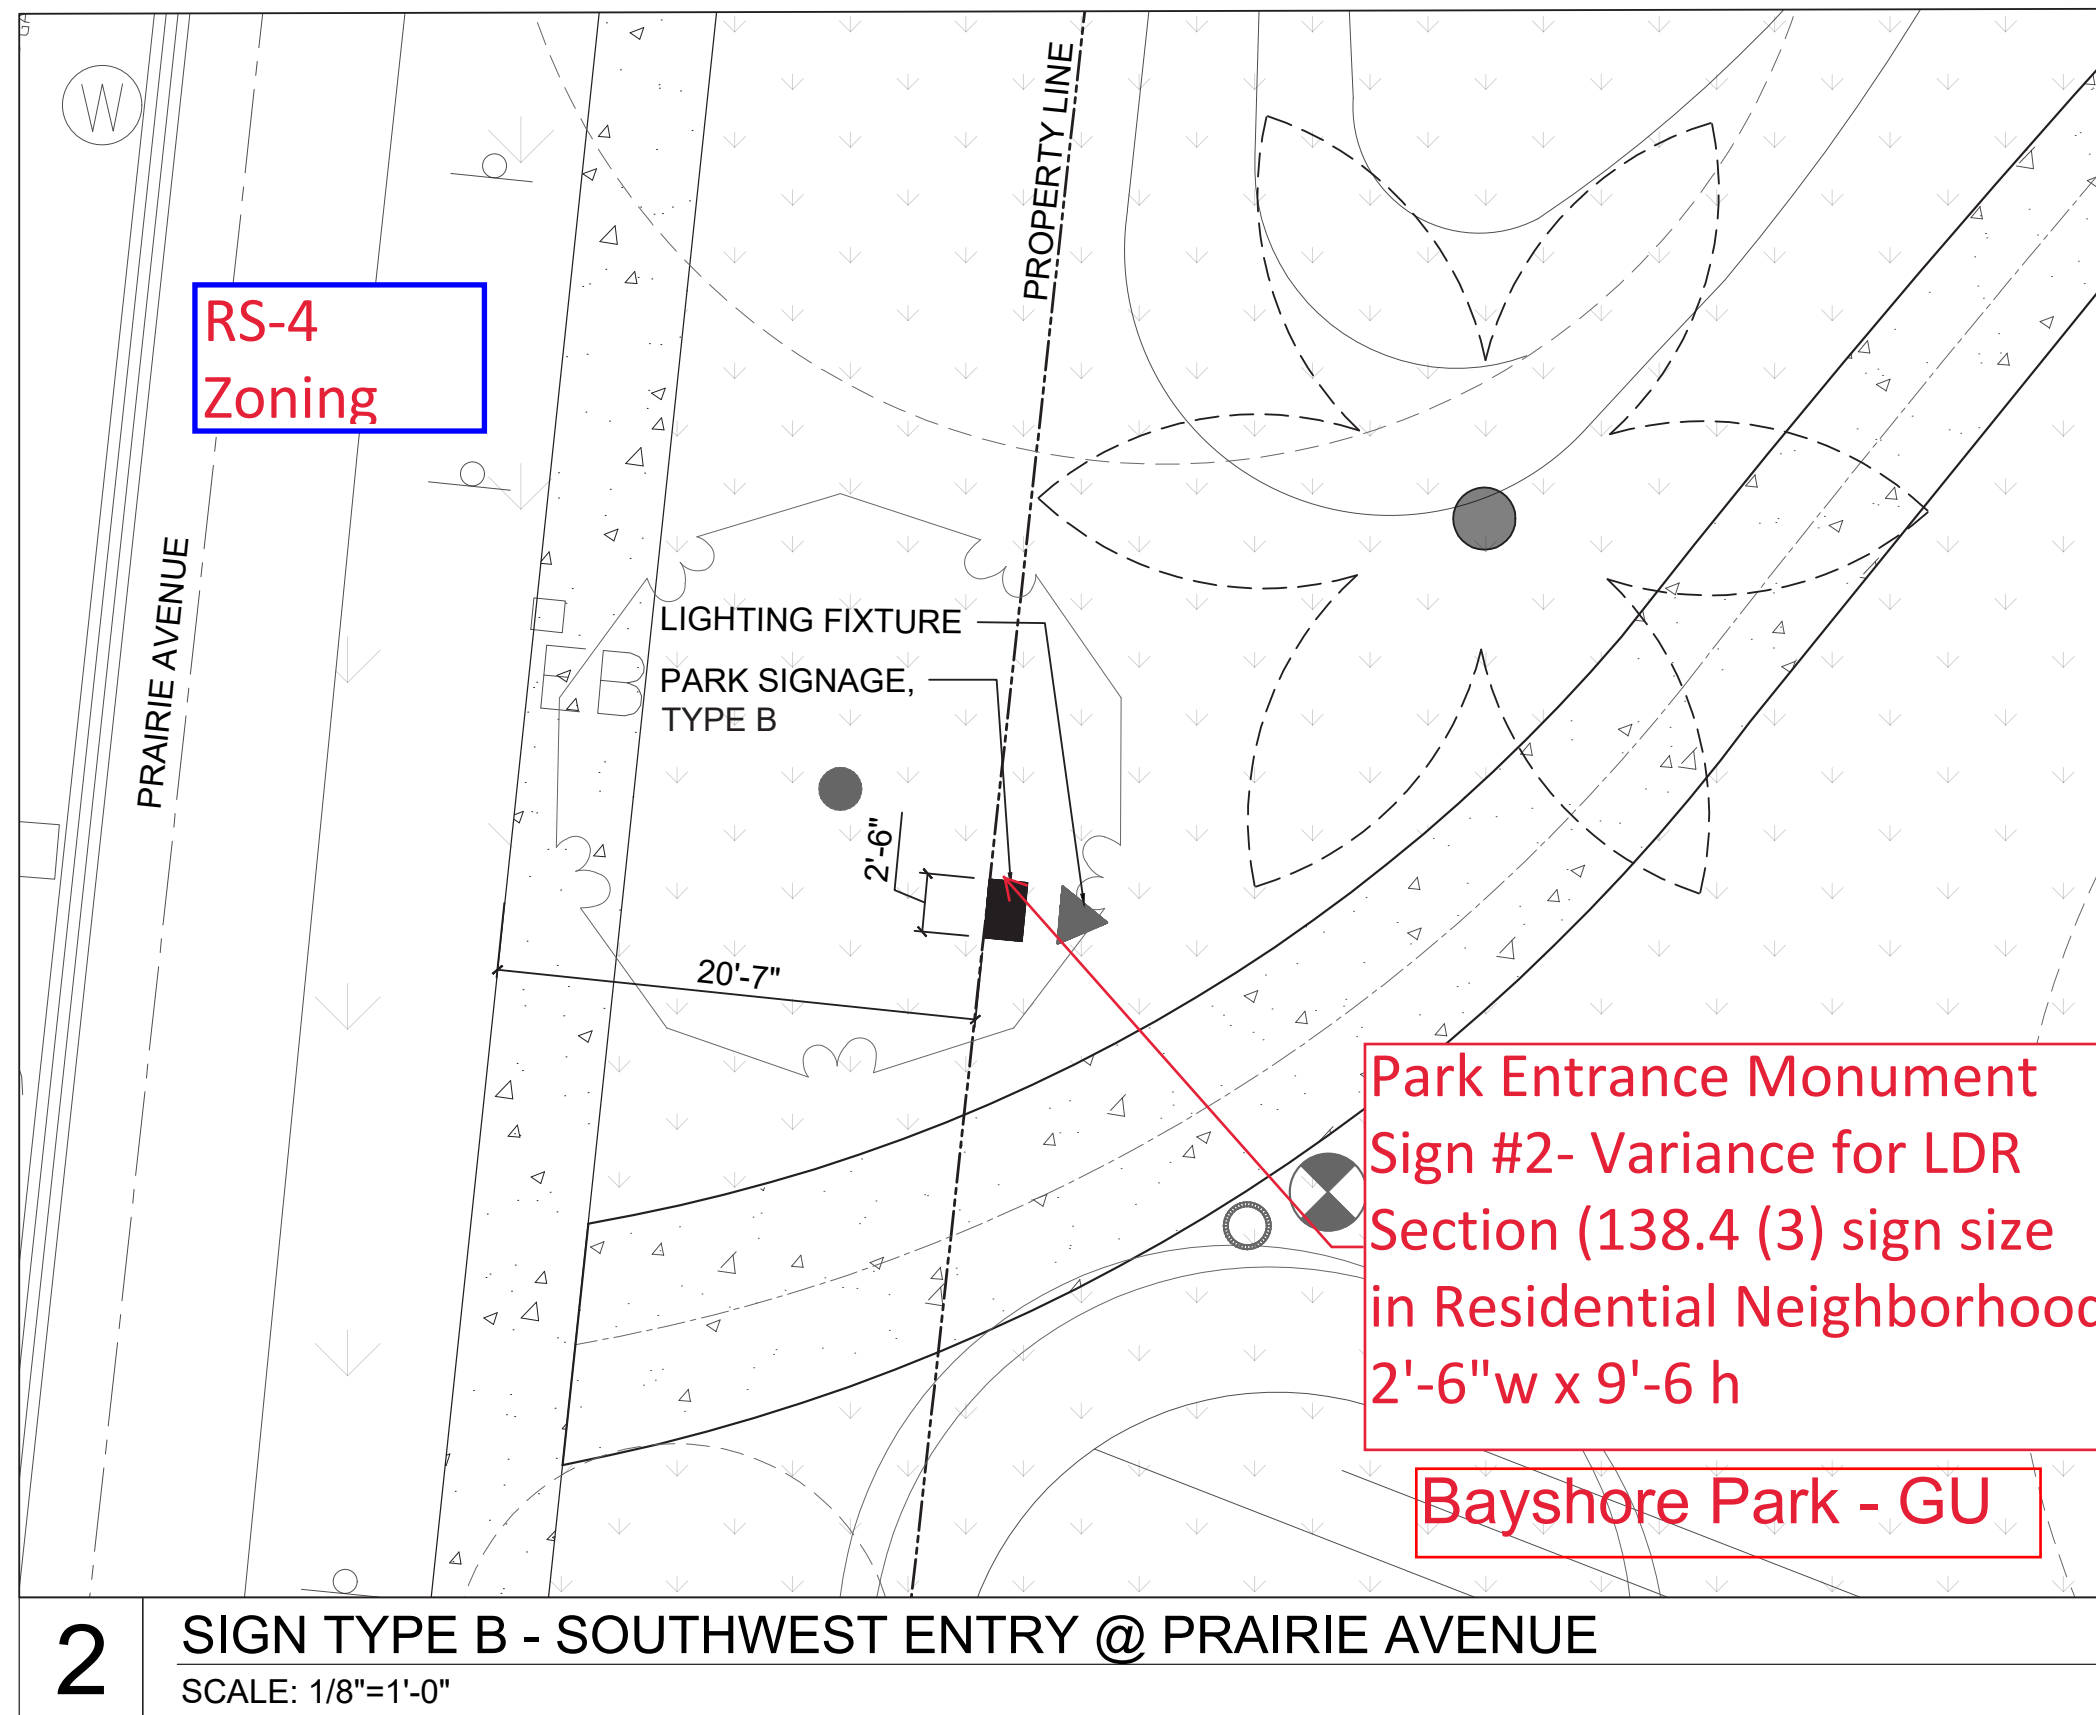 W
PROPERTY LINE
RS-4
Zoning
PRAIRIE AVENUE
LIGHTING FIXTURE
EB
PARK SIGNAGE,
TYPE B
2'-6"
20'-7"
Park Entrance Monument
Sign #2- Variance for LDR
Section (138.4 (3) sign size
in Residential Neighborhood
2'-6"w x 9'-6 h
Bayshore Park - GU
2
SIGN TYPE B - SOUTHWEST ENTRY @ PRAIRIE AVENUE
SCALE: 1/8"=1'-0"